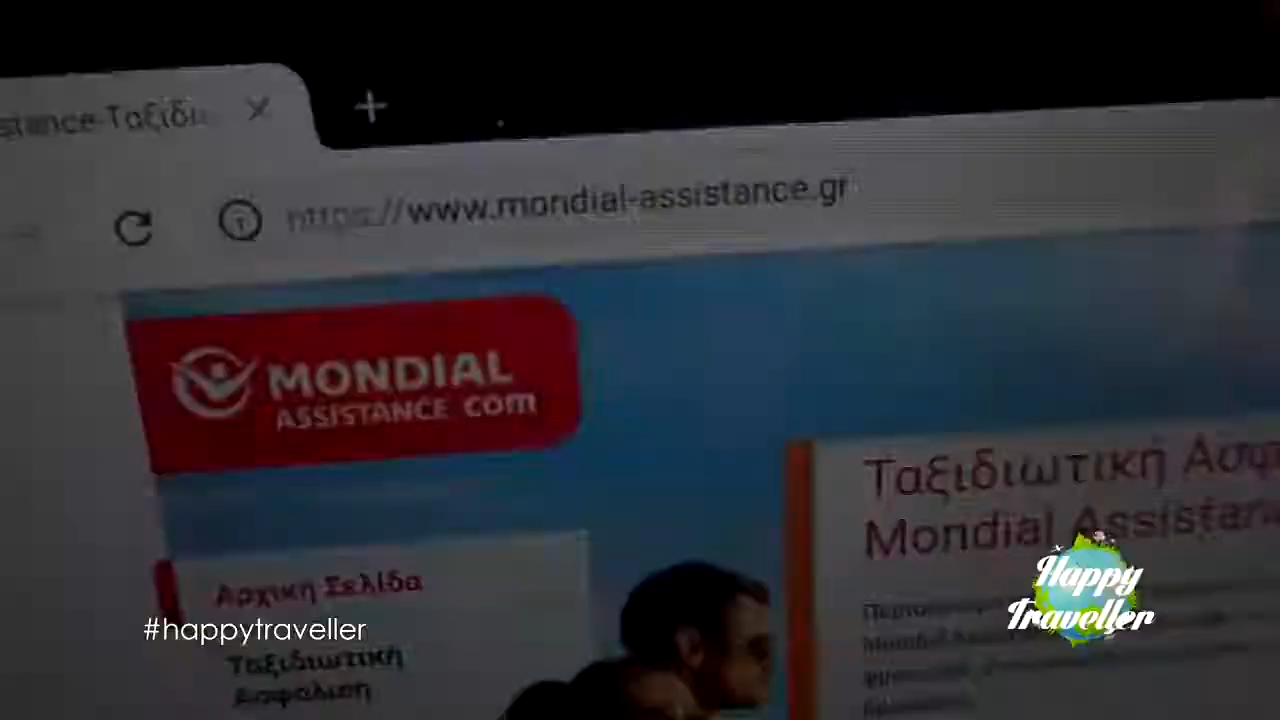 stance-Ταξιδι
https://www.mondial-assistance.gr
MONDIAL
ASSISTANCE com
Ταξιδιωτική Ασφ
Mondial Assistan
Αρχική Σελίδα
Ταξιδιωτική
Ασφάλιση
#happytraveller
Happy
Traveller